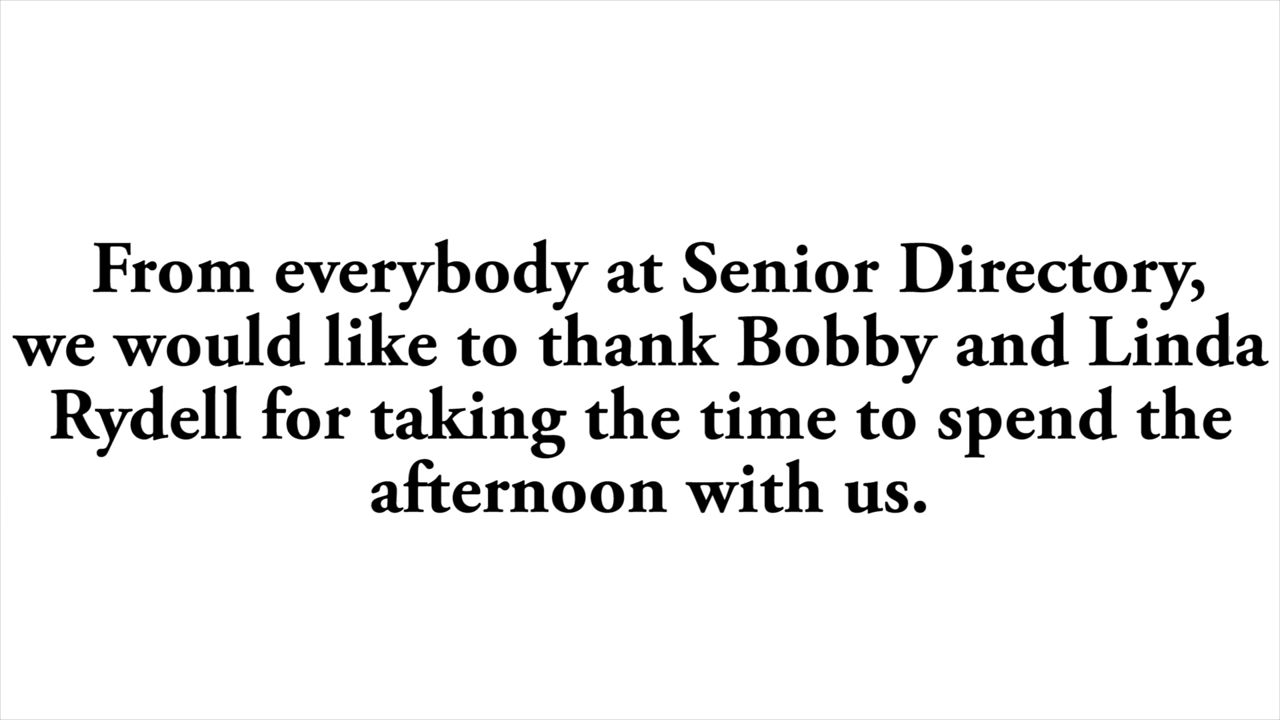 From everybody at Senior Directory,
we would like to thank Bobby and Linda
Rydell for taking the time to spend the
afternoon with us.